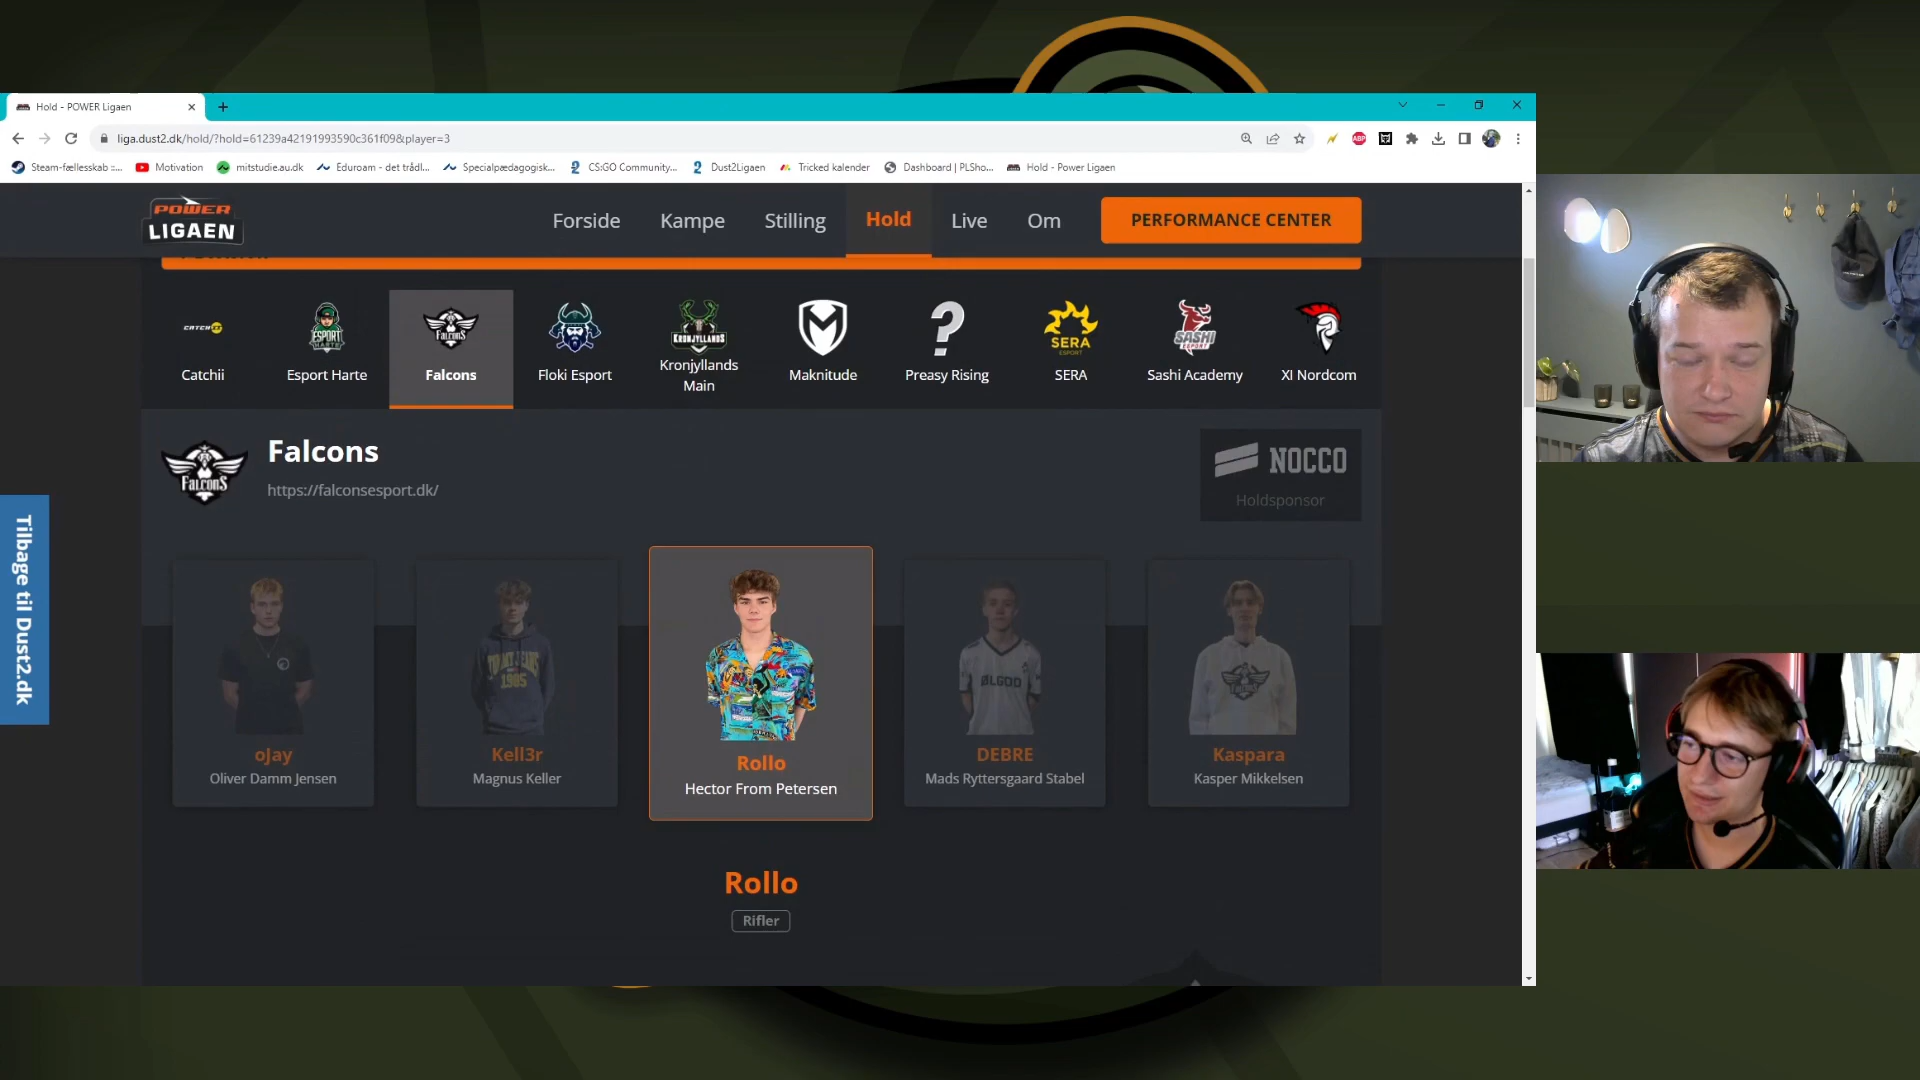 Hold - POWER Ligaen
liga.dust2.dk/hold/?hold=61239a42191993590c361f09&player=3
Steam-fællesskab ::...
Motivation
mitstudie.au.dk
Eduroam - det trådl...
Specialpædagogisk...
CS:GO Community...
Dust2Ligaen
Tricked kalender
Dashboard | PLSho...
Hold - Power Ligaen
POWER
LIGAEN
Forside
Kampe
Stilling
Hold
Live
Om
PERFORMANCE CENTER
Catchii
Esport Harte
Falcons
Floki Esport
Kronjyllands
Main
Maknitude
Preasy Rising
SERA
Sashi Academy
XI Nordcom
Falcons
https://falconsesport.dk/
NOCCO
Holdsponsor
Tilbage til Dust2.dk
oJay
Oliver Damm Jensen
Kell3r
Magnus Keller
Rollo
Hector From Petersen
DEBRE
Mads Ryttersgaard Stabel
Kaspara
Kasper Mikkelsen
Rollo
Rifler